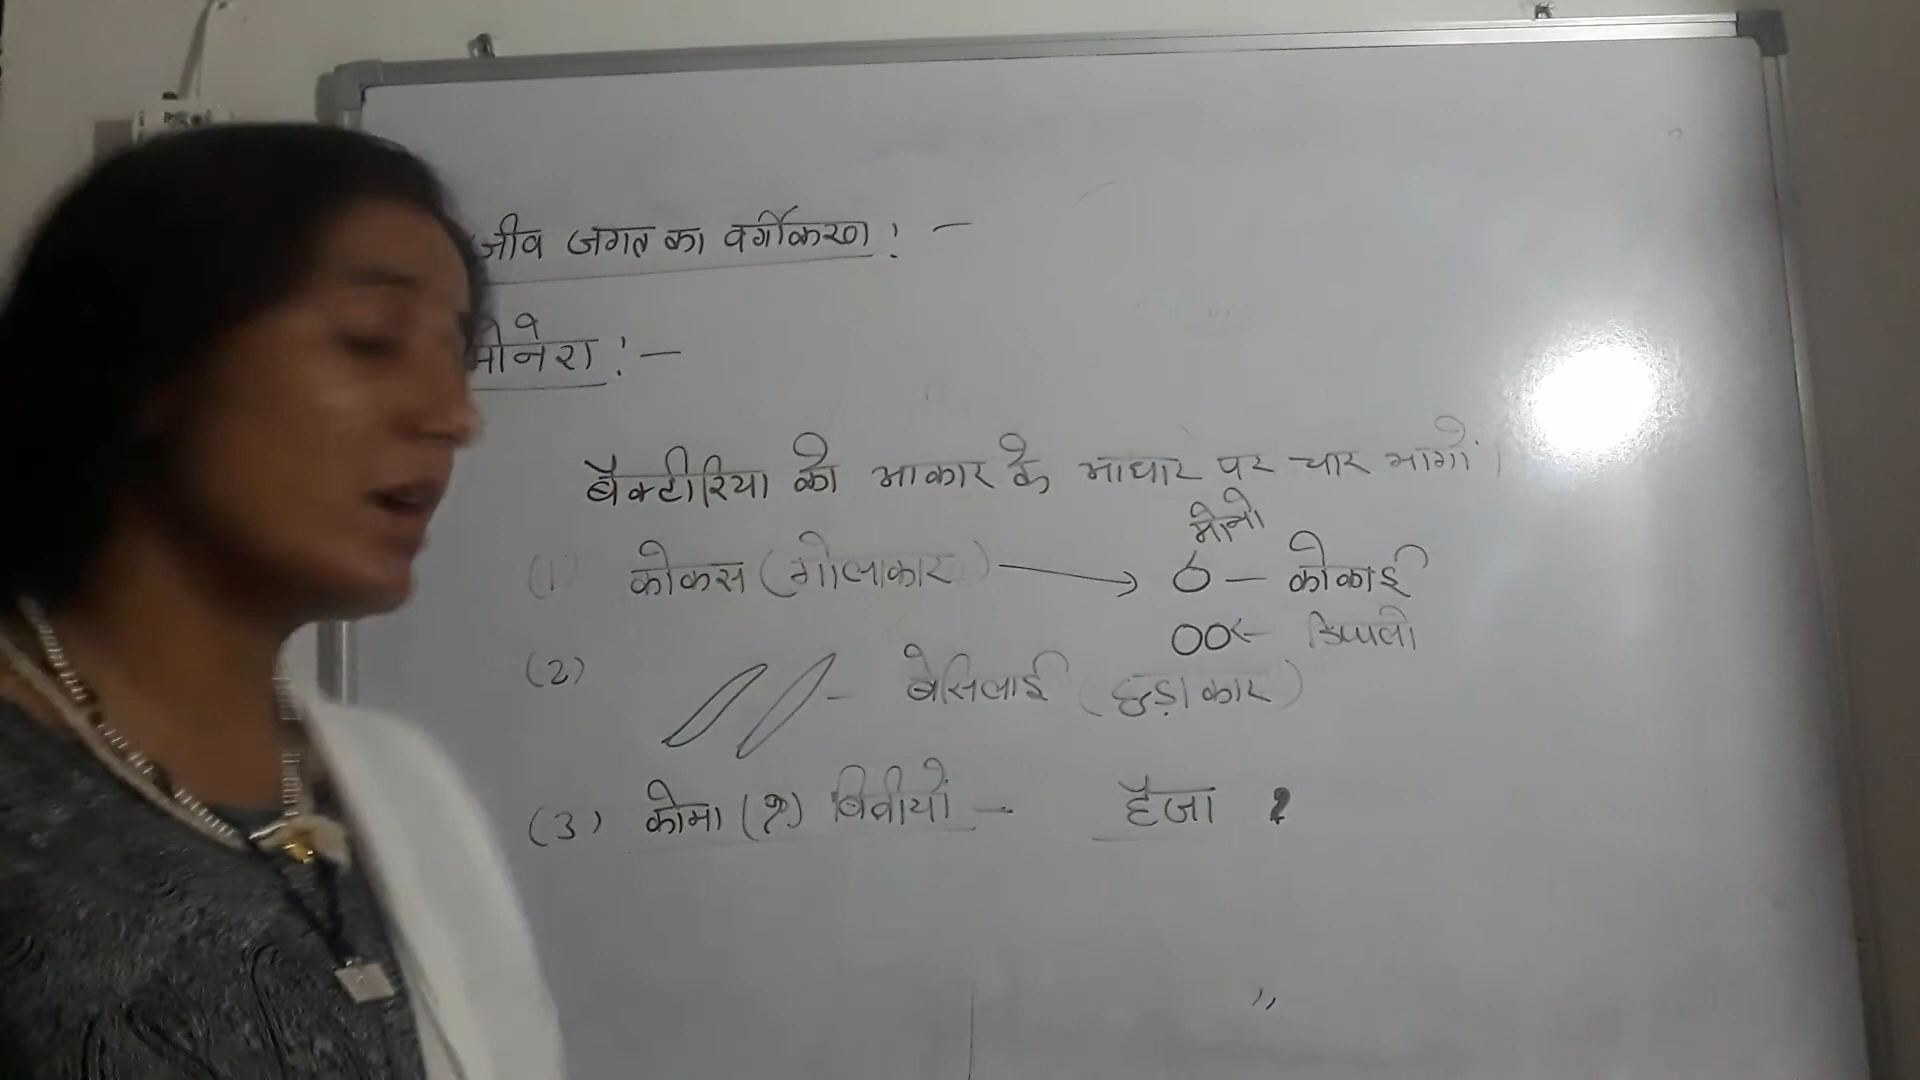 जीव जगत का वर्गीकरण : -
मोनेरा : -
बैक्टीरिया को आकार के आधार पर चार भागों।
मोनो
(1) कोकस (गोलाकार) → — कोकाई
डिप्लो
(2) — बेसिलाई (छड़ाकार)
(3) कोमा (,) विव्रीयो — हैजा